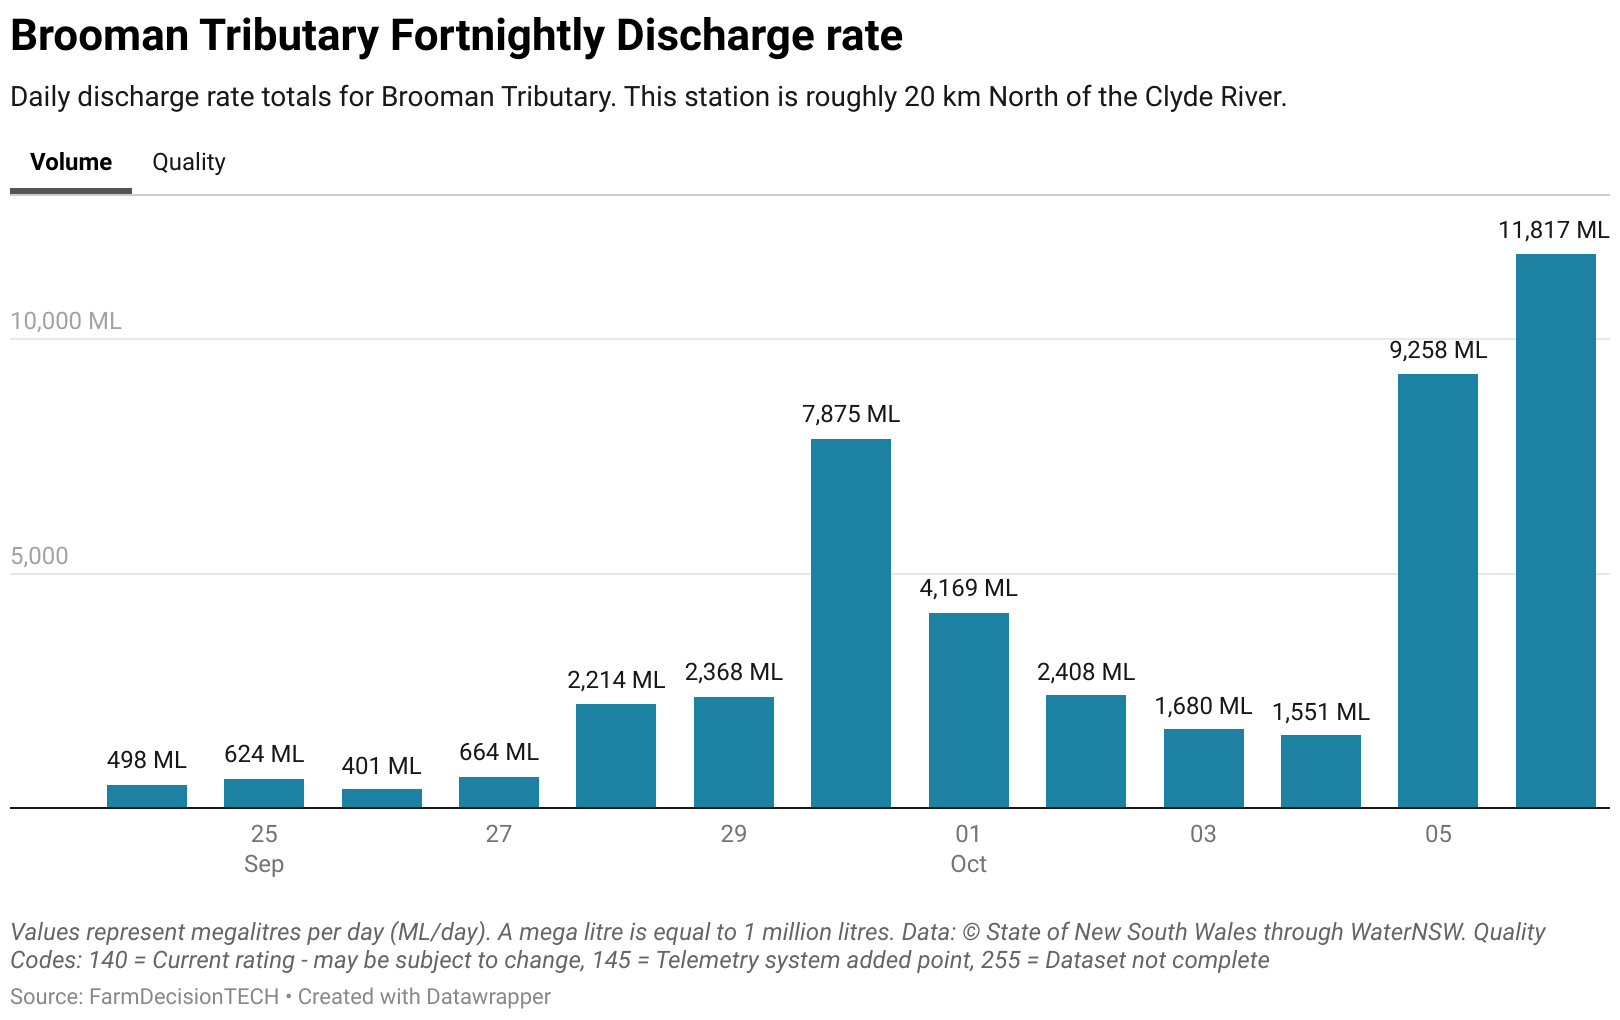 Brooman Tributary Fortnightly Discharge rate
Daily discharge rate totals for Brooman Tributary. This station is roughly 20 km North of the Clyde River.
Volume Quality
11,817 ML
10,000 ML
9,258 ML
7,875 ML
5,000
4,169 ML
2,214 ML
2,368 ML
2,408 ML
1,680 ML
1,551 ML
498 ML
624 ML
401 ML
664 ML
25 27 29 01 03 05
Sep Oct
Values represent megalitres per day (ML/day). A mega litre is equal to 1 million litres. Data: © State of New South Wales through WaterNSW. Quality
Codes: 140 = Current rating - may be subject to change, 145 = Telemetry system added point, 255 = Dataset not complete
Source: FarmDecisionTECH • Created with Datawrapper